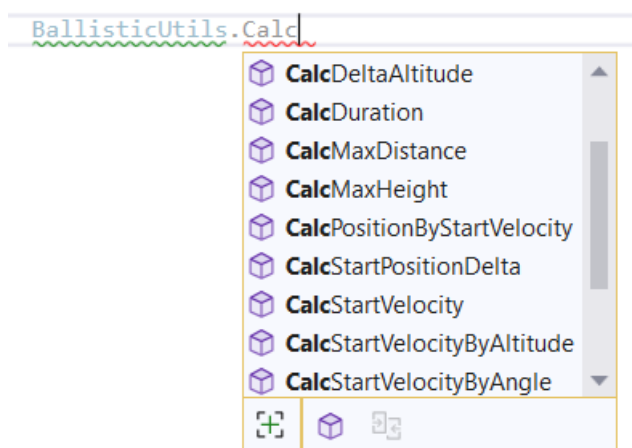 BallisticUtils.Calc
CalcDeltaAltitude
CalcDuration
CalcMaxDistance
CalcMaxHeight
CalcPositionByStartVelocity
CalcStartPositionDelta
CalcStartVelocity
CalcStartVelocityByAltitude
CalcStartVelocityByAngle